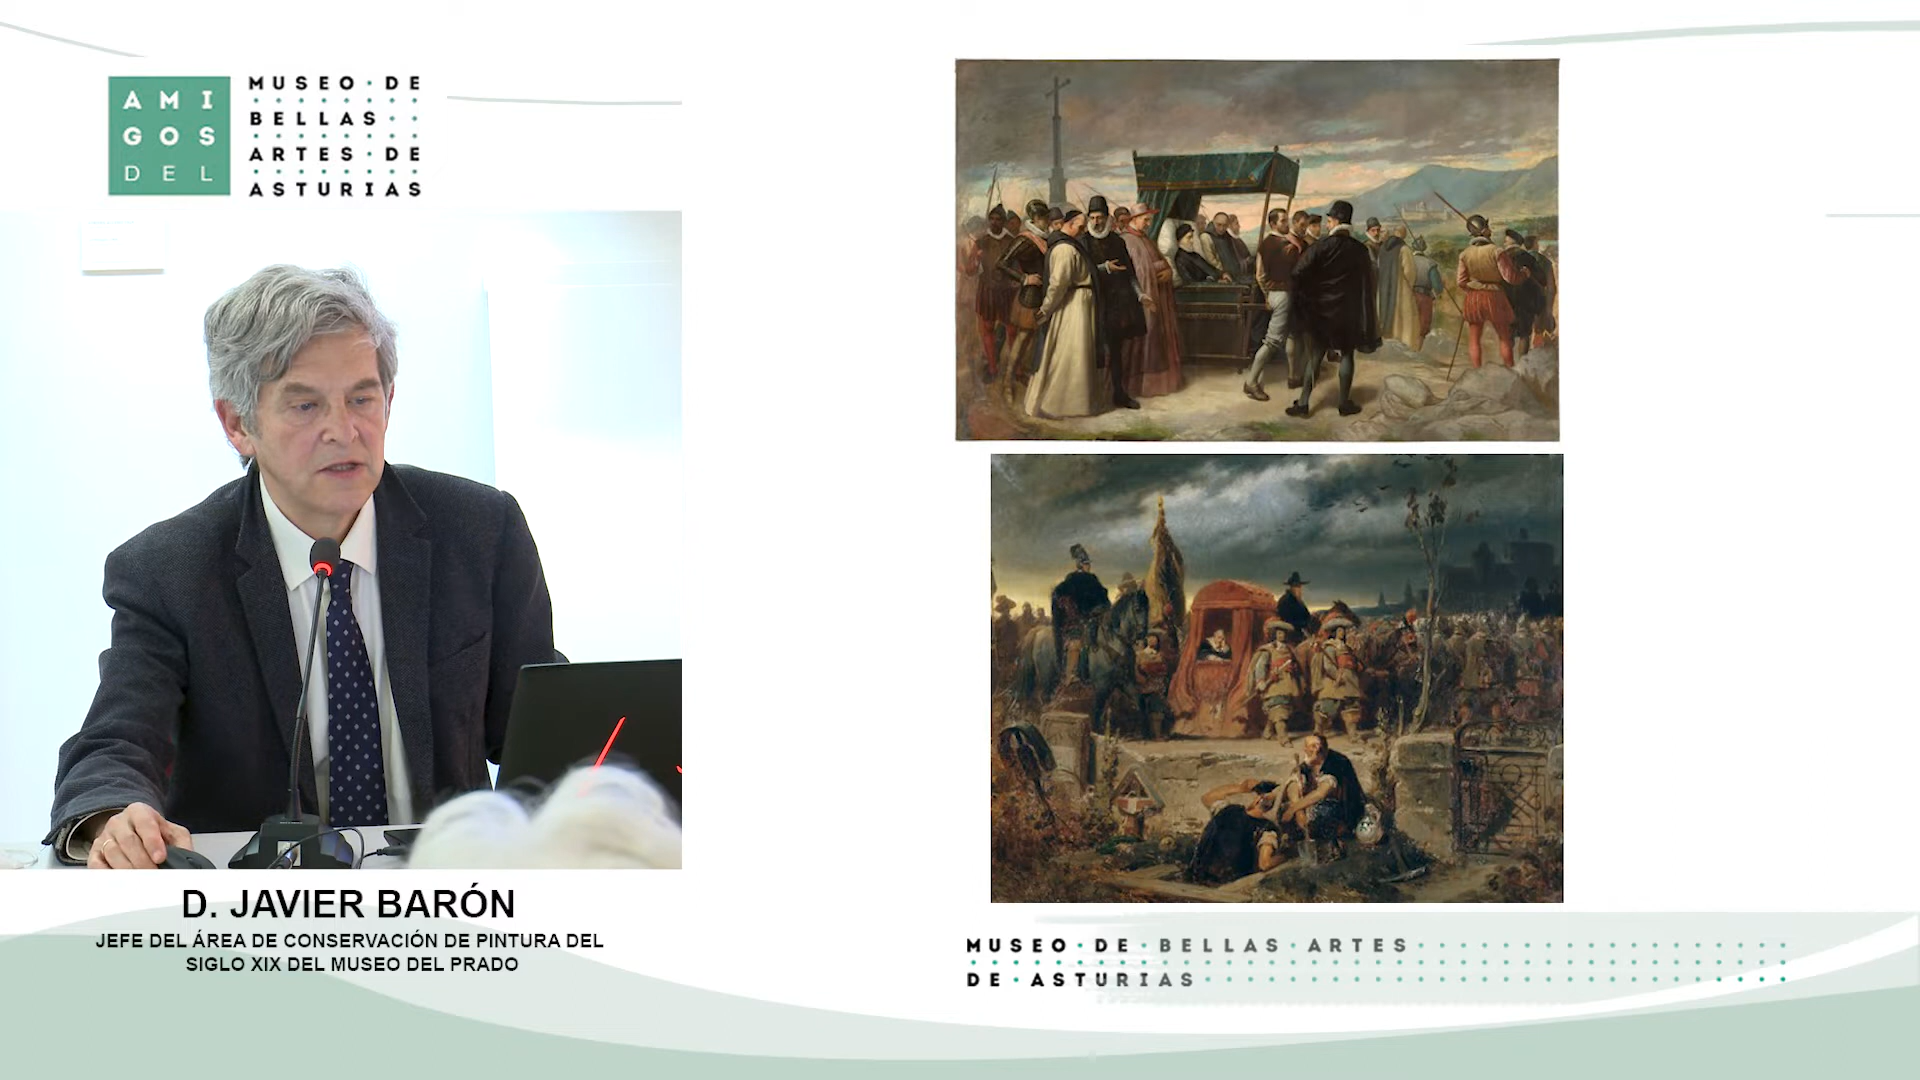 AMI
GOS
DEL
MUSEO·DE
BELLAS
ARTES·DE
ASTURIAS
D. JAVIER BARÓN
JEFE DEL ÁREA DE CONSERVACIÓN DE PINTURA DEL
SIGLO XIX DEL MUSEO DEL PRADO
MUSEO·DE·BELLAS·ARTES
DE·ASTURIAS